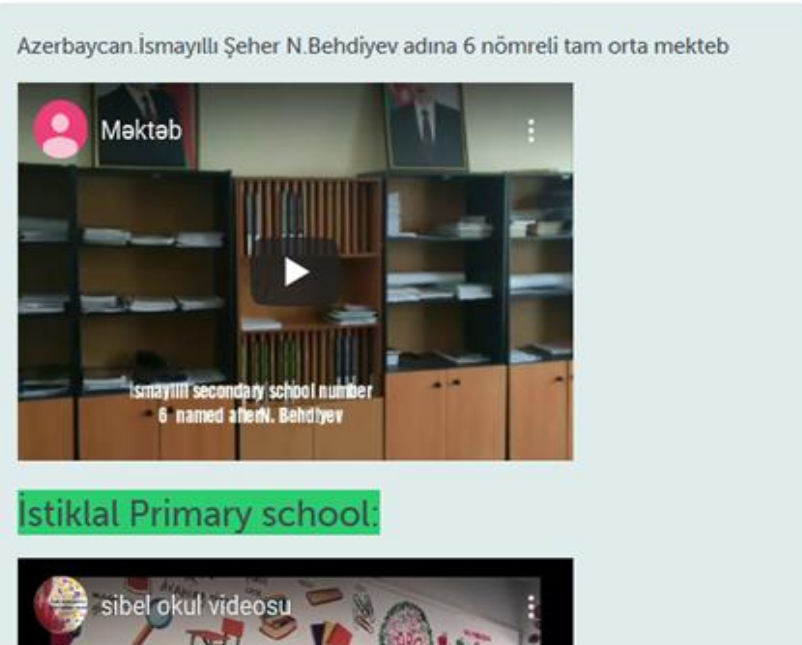 Azerbaycan.İsmayıllı Şeher N.Behdiyev adına 6 nömreli tam orta mekteb
Məktəb
İsmayilli secondary school number
6 named afterN. Behdiyev
İstiklal Primary school:
sibel okul videosu